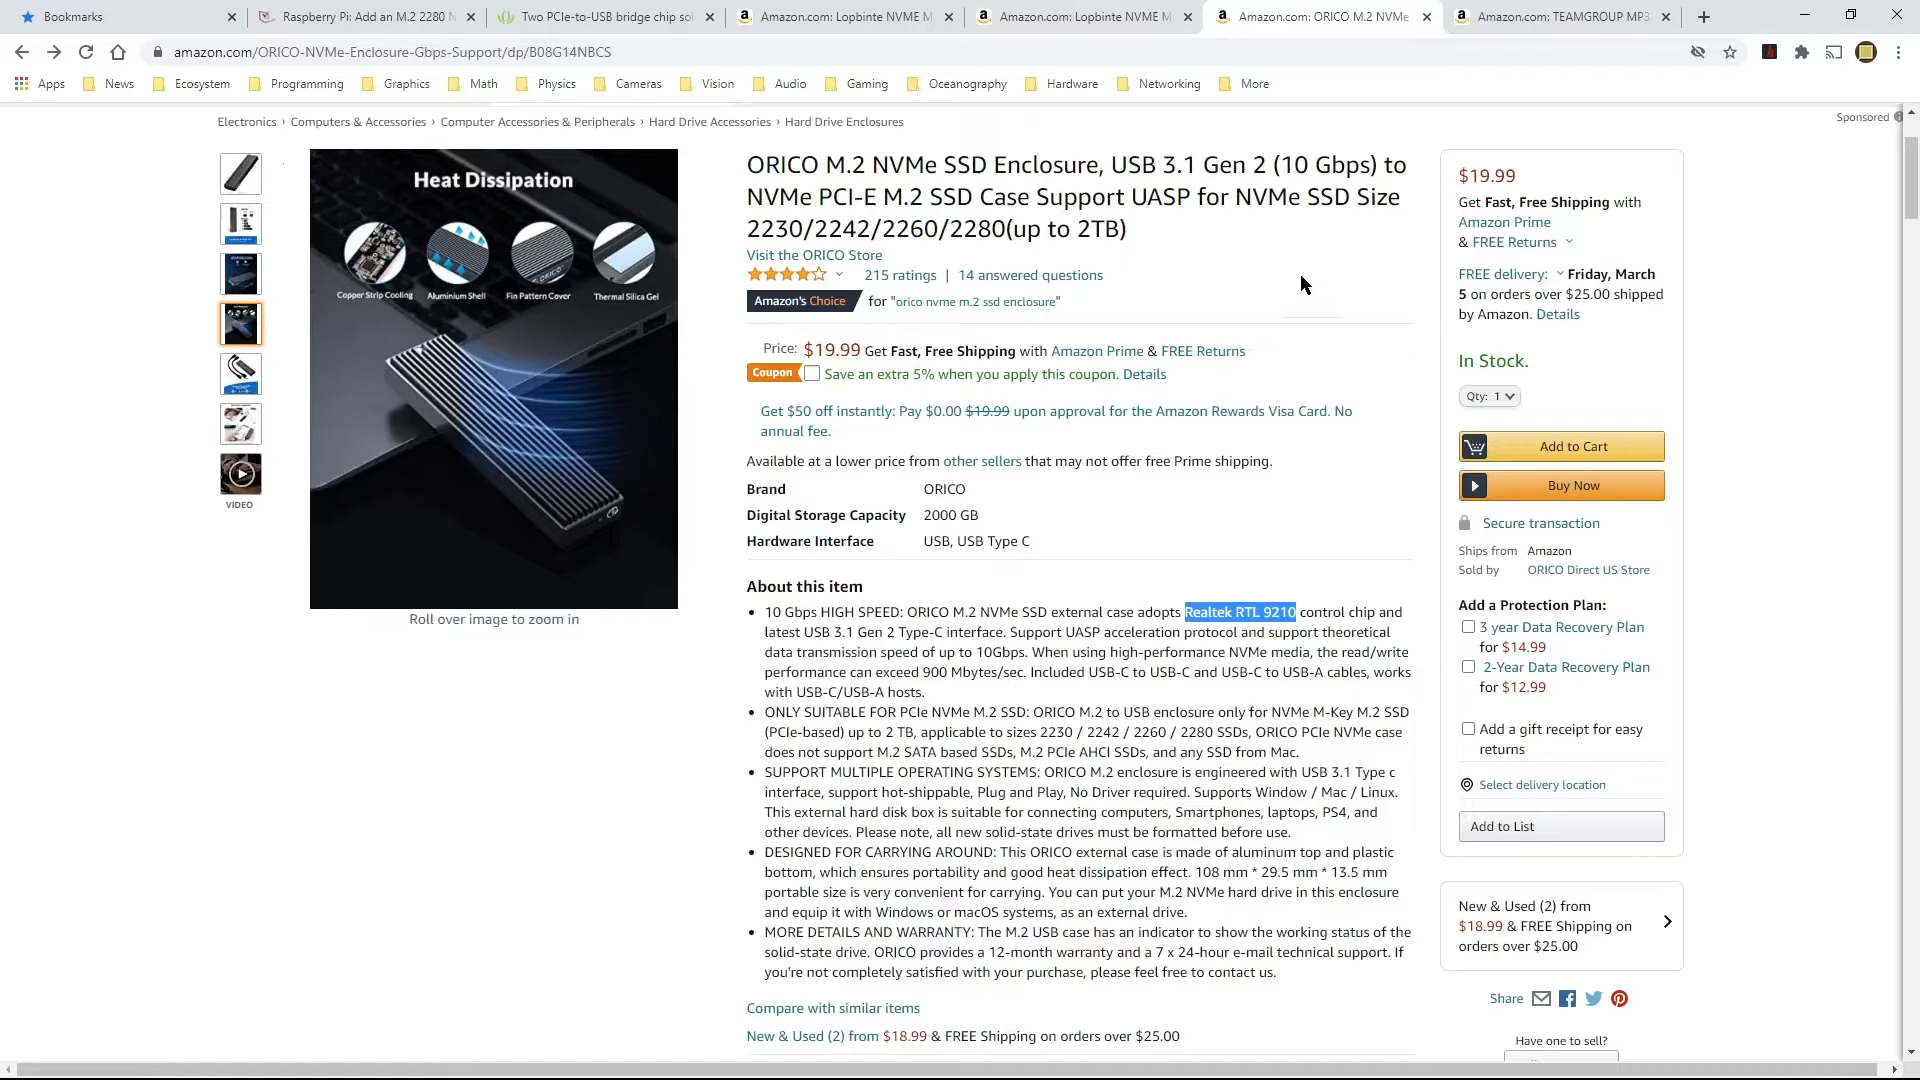 Bookmarks
Raspberry Pi: Add an M.2 2280 N
Two PCIe-to-USB bridge chip sol
Amazon.com: Lopbinte NVME M
Amazon.com: Lopbinte NVME M
Amazon.com: ORICO M.2 NVMe
Amazon.com: TEAMGROUP MP3
amazon.com/ORICO-NVMe-Enclosure-Gbps-Support/dp/B08G14NBCS
Apps News Ecosystem Programming Graphics Math Physics Cameras Vision Audio Gaming Oceanography Hardware Networking More
Electronics › Computers & Accessories › Computer Accessories & Peripherals › Hard Drive Accessories › Hard Drive Enclosures
Sponsored
VIDEO
Heat Dissipation
Copper Strip Cooling Aluminium Shell Fin Pattern Cover Thermal Silica Gel
Roll over image to zoom in
ORICO M.2 NVMe SSD Enclosure, USB 3.1 Gen 2 (10 Gbps) to
NVMe PCI-E M.2 SSD Case Support UASP for NVMe SSD Size
2230/2242/2260/2280(up to 2TB)
Visit the ORICO Store
215 ratings | 14 answered questions
Amazon's Choice for "orico nvme m.2 ssd enclosure"
Price: $19.99 Get Fast, Free Shipping with Amazon Prime & FREE Returns
Coupon Save an extra 5% when you apply this coupon. Details
Get $50 off instantly: Pay $0.00 $19.99 upon approval for the Amazon Rewards Visa Card. No
annual fee.
Available at a lower price from other sellers that may not offer free Prime shipping.
Brand ORICO
Digital Storage Capacity 2000 GB
Hardware Interface USB, USB Type C
About this item
• 10 Gbps HIGH SPEED: ORICO M.2 NVMe SSD external case adopts Realtek RTL 9210 control chip and
latest USB 3.1 Gen 2 Type-C interface. Support UASP acceleration protocol and support theoretical
data transmission speed of up to 10Gbps. When using high-performance NVMe media, the read/write
performance can exceed 900 Mbytes/sec. Included USB-C to USB-C and USB-C to USB-A cables, works
with USB-C/USB-A hosts.
• ONLY SUITABLE FOR PCIe NVMe M.2 SSD: ORICO M.2 to USB enclosure only for NVMe M-Key M.2 SSD
(PCIe-based) up to 2 TB, applicable to sizes 2230 / 2242 / 2260 / 2280 SSDs, ORICO PCIe NVMe case
does not support M.2 SATA based SSDs, M.2 PCIe AHCI SSDs, and any SSD from Mac.
• SUPPORT MULTIPLE OPERATING SYSTEMS: ORICO M.2 enclosure is engineered with USB 3.1 Type c
interface, support hot-shippable, Plug and Play, No Driver required. Supports Window / Mac / Linux.
This external hard disk box is suitable for connecting computers, Smartphones, laptops, PS4, and
other devices. Please note, all new solid-state drives must be formatted before use.
• DESIGNED FOR CARRYING AROUND: This ORICO external case is made of aluminum top and plastic
bottom, which ensures portability and good heat dissipation effect. 108 mm * 29.5 mm * 13.5 mm
portable size is very convenient for carrying. You can put your M.2 NVMe hard drive in this enclosure
and equip it with Windows or macOS systems, as an external drive.
• MORE DETAILS AND WARRANTY: The M.2 USB case has an indicator to show the working status of the
solid-state drive. ORICO provides a 12-month warranty and a 7 x 24-hour e-mail technical support. If
you're not completely satisfied with your purchase, please feel free to contact us.
Compare with similar items
New & Used (2) from $18.99 & FREE Shipping on orders over $25.00
$19.99
Get Fast, Free Shipping with
Amazon Prime
& FREE Returns
FREE delivery: Friday, March
5 on orders over $25.00 shipped
by Amazon. Details
In Stock.
Qty: 1
Add to Cart
Buy Now
Secure transaction
Ships from Amazon
Sold by ORICO Direct US Store
Add a Protection Plan:
3 year Data Recovery Plan
for $14.99
2-Year Data Recovery Plan
for $12.99
Add a gift receipt for easy
returns
Select delivery location
Add to List
New & Used (2) from
$18.99 & FREE Shipping on
orders over $25.00
Share
Have one to sell?